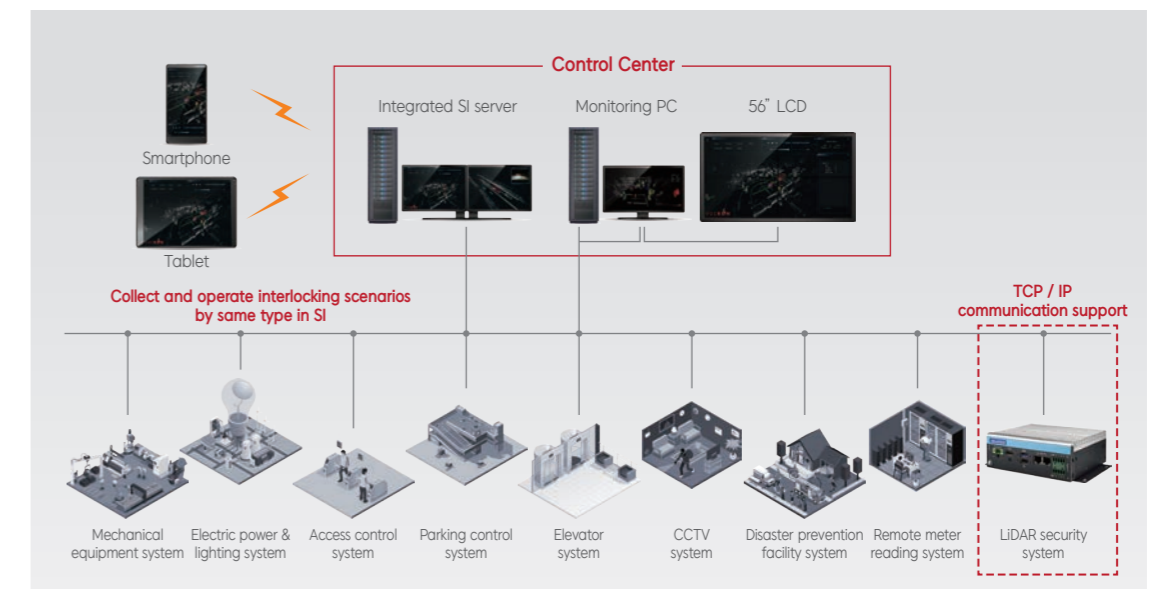 Control Center
Integrated SI server
Monitoring PC
56” LCD
Smartphone
Tablet
Collect and operate interlocking scenarios
by same type in SI
TCP / IP
communication support
Mechanical
equipment system
Electric power &
lighting system
Access control
system
Parking control
system
Elevator
system
CCTV
system
Disaster prevention
facility system
Remote meter
reading system
LiDAR security
system